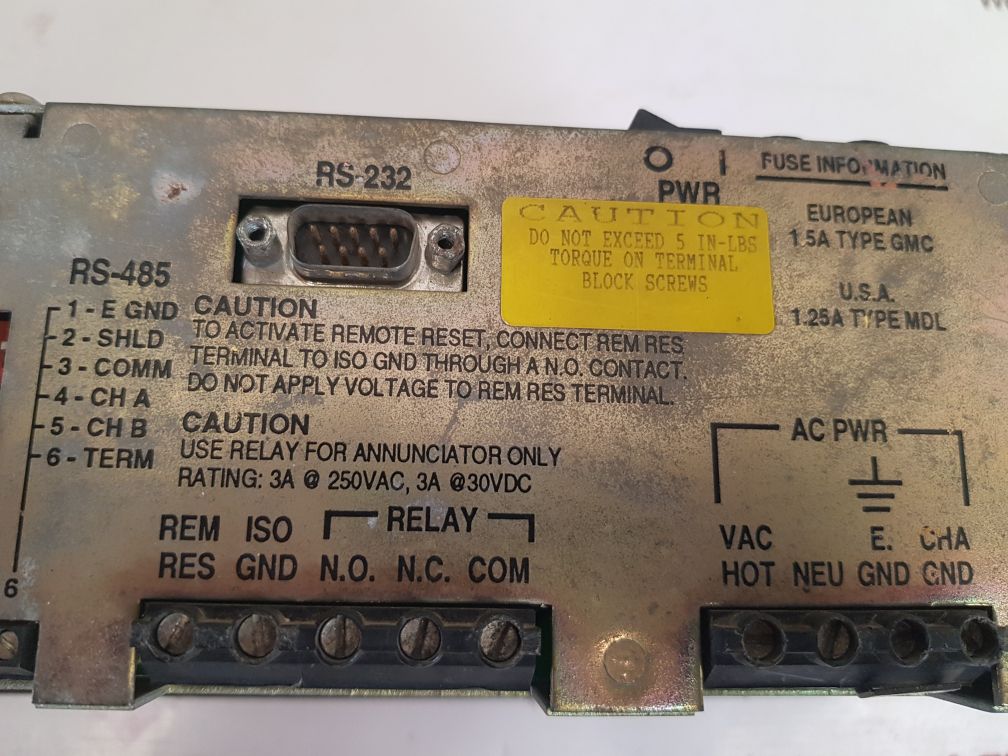 RS-232
O I
PWR
FUSE INFORMATION
EUROPEAN
1.5A TYPE GMC
U.S.A.
1.25A TYPE MDL
CAUTION
DO NOT EXCEED 5 IN-LBS
TORQUE ON TERMINAL
BLOCK SCREWS
RS-485
1 - E GND
2 - SHLD
3 - COMM
4 - CH A
5 - CH B
6 - TERM
6
CAUTION
TO ACTIVATE REMOTE RESET, CONNECT REM RES
TERMINAL TO ISO GND THROUGH A N.O. CONTACT.
DO NOT APPLY VOLTAGE TO REM RES TERMINAL.
CAUTION
USE RELAY FOR ANNUNCIATOR ONLY
RATING: 3A @ 250VAC, 3A @30VDC
REM ISO RELAY
RES GND N.O. N.C. COM
AC PWR
VAC E. CHA
HOT NEU GND GND